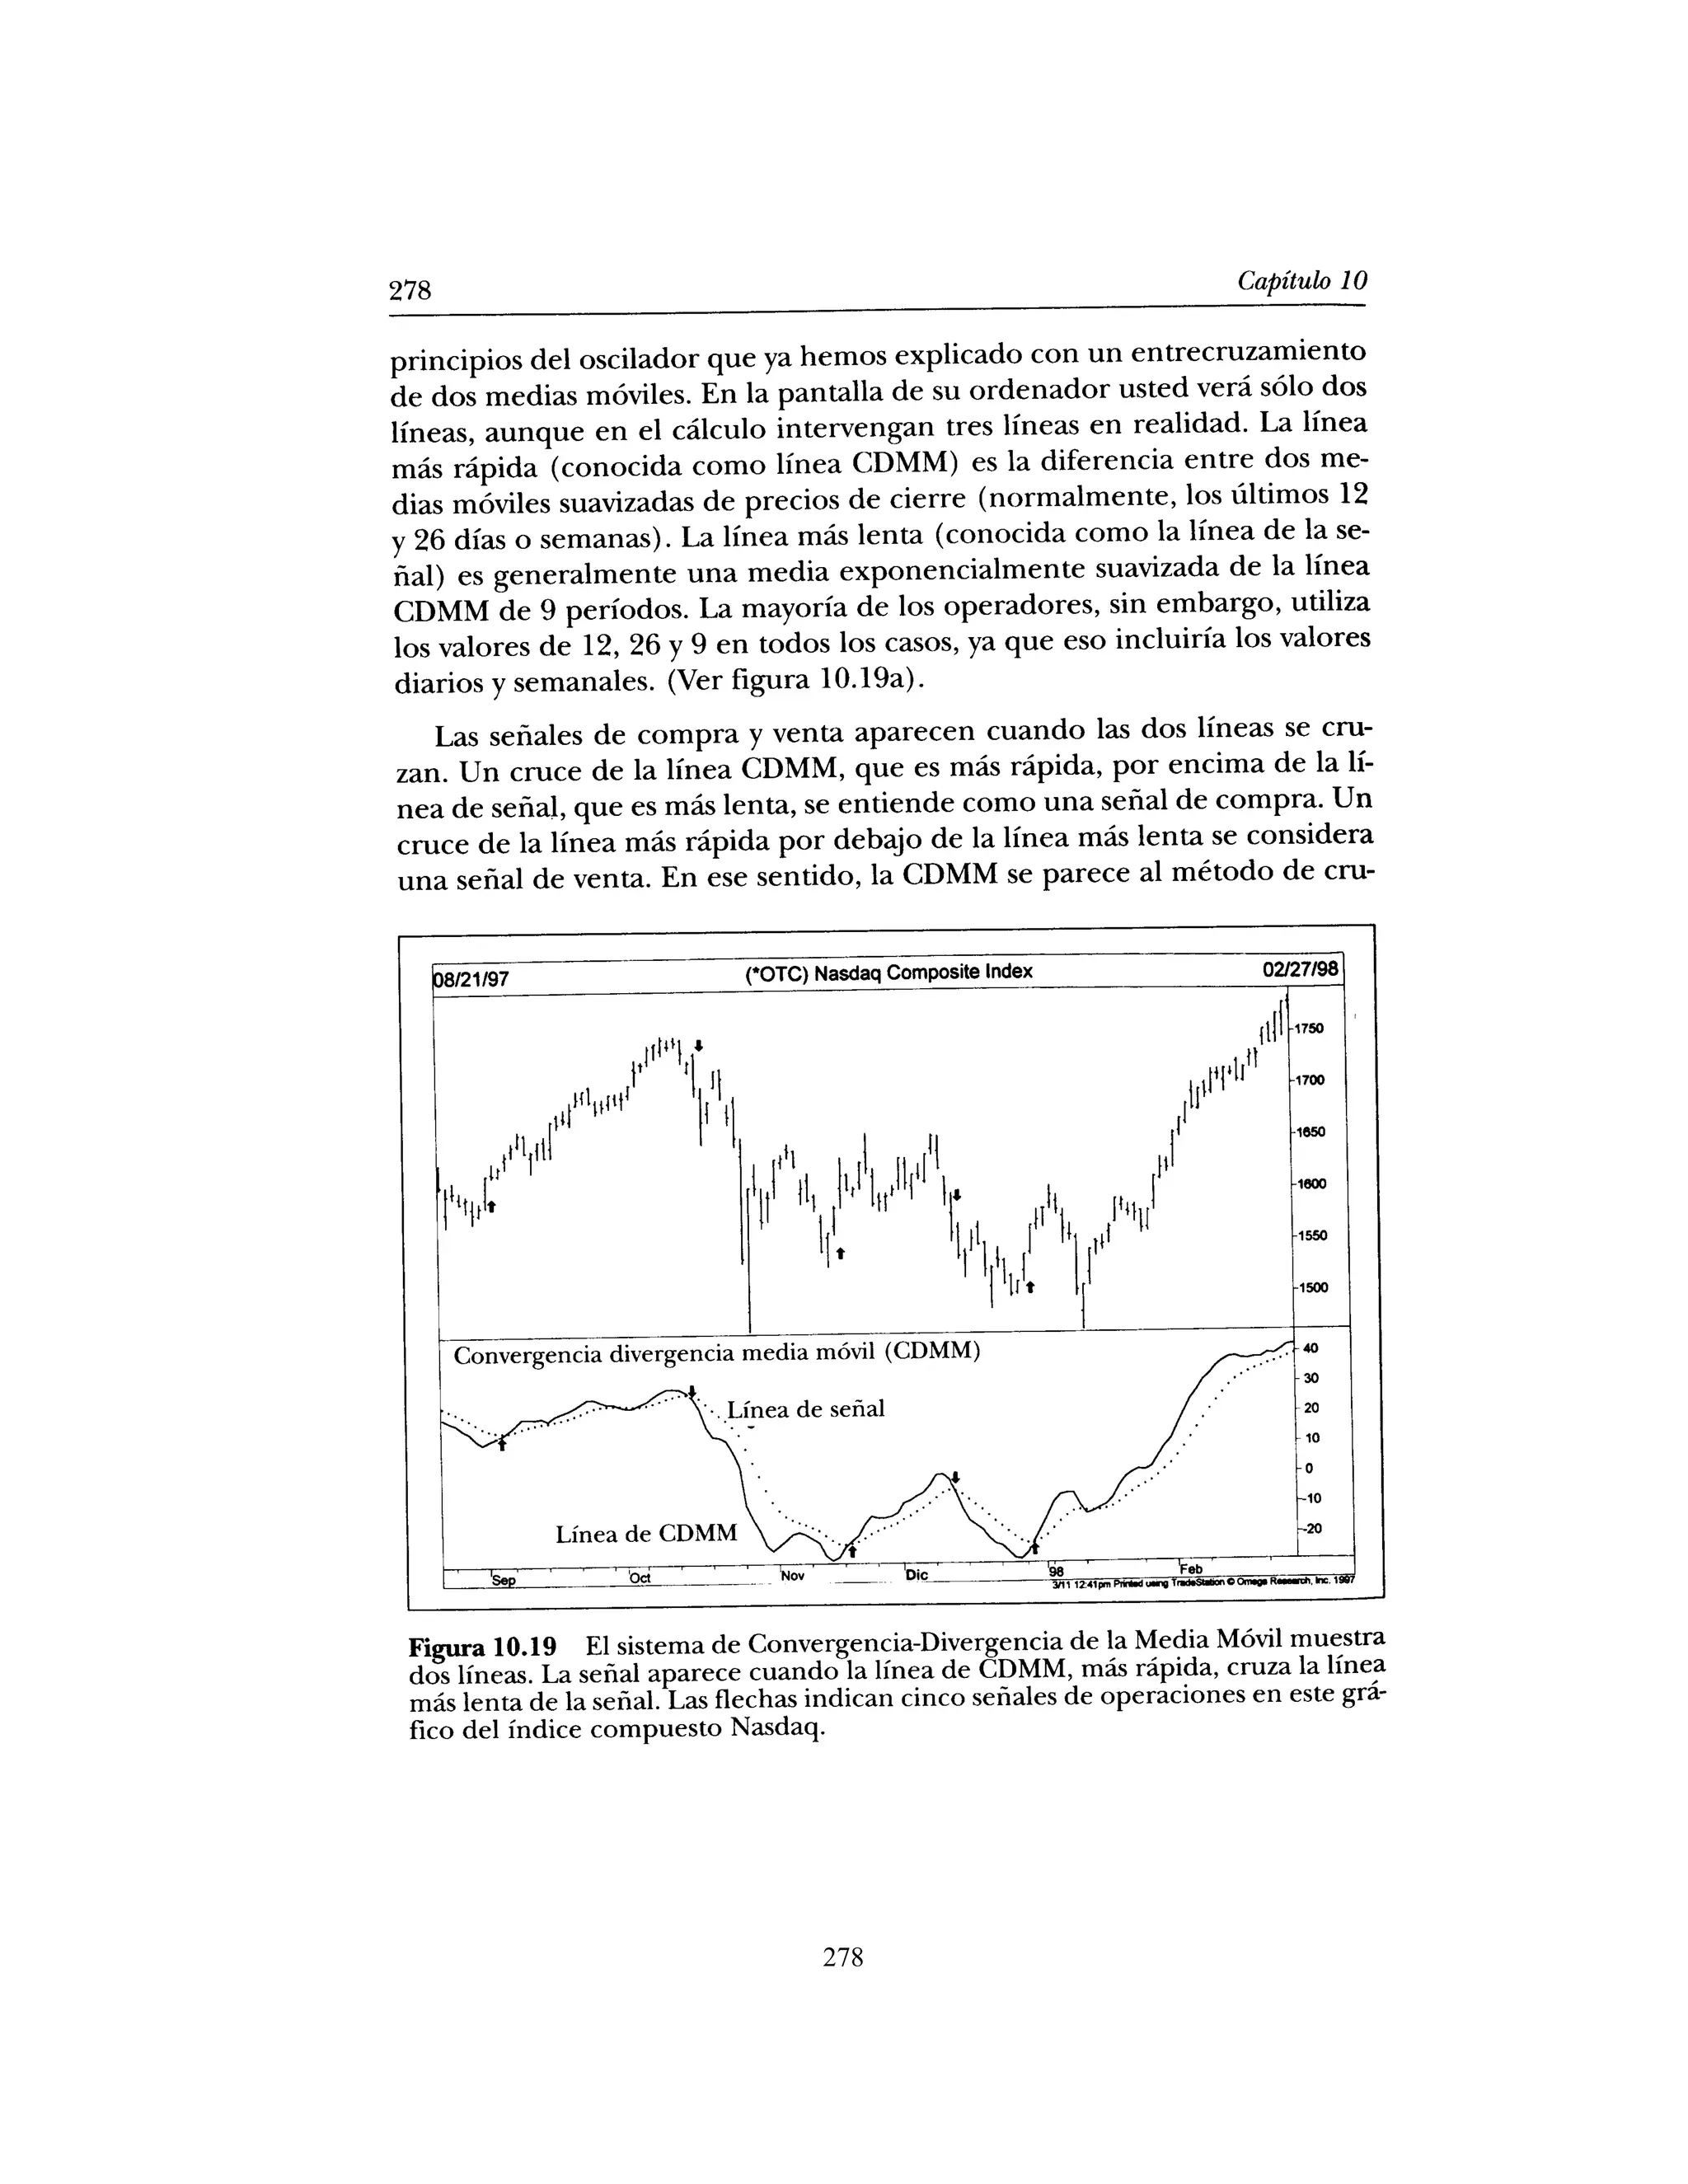 278 Capítulo 10
principios del oscilador que ya hemos explicado con un entrecruzamiento
de dos medias móviles. En la pantalla de su ordenador usted verá sólo dos
líneas, aunque en el cálculo intervengan tres líneas en realidad. La línea
más rápida (conocida como línea CDMM) es la diferencia entre dos me-
dias móviles suavizadas de precios de cierre (normalmente, los últimos 12
y 26 días o semanas). La línea más lenta (conocida como la línea de la se-
ñal) es generalmente una media exponencialmente suavizada de la línea
CDMM de 9 períodos. La mayoría de los operadores, sin embargo, utiliza
los valores de 12, 26 y 9 en todos los casos, ya que eso incluiría los valores
diarios y semanales. (Ver figura 10.19a).
Las señales de compra y venta aparecen cuando las dos líneas se cru-
zan. Un cruce de la línea CDMM, que es más rápida, por encima de la lí-
nea de señal, que es más lenta, se entiende como una señal de compra. Un
cruce de la línea más rápida por debajo de la línea más lenta se considera
una señal de venta. En ese sentido, la CDMM se parece al método de cru-
08/21/97 (*OTC) Nasdaq Composite Index 02/27/98
1750
1700
1650
1600
1550
1500
Convergencia divergencia media móvil (CDMM)
40
30
Línea de señal
20
10
0
-10
Línea de CDMM
-20
Sep Oct Nov Dic 98 Feb
3/11 12:41pm Printed using TradeStation © Omega Research, Inc. 1997
Figura 10.19 El sistema de Convergencia-Divergencia de la Media Móvil muestra
dos líneas. La señal aparece cuando la línea de CDMM, más rápida, cruza la línea
más lenta de la señal. Las flechas indican cinco señales de operaciones en este grá-
fico del índice compuesto Nasdaq.
278